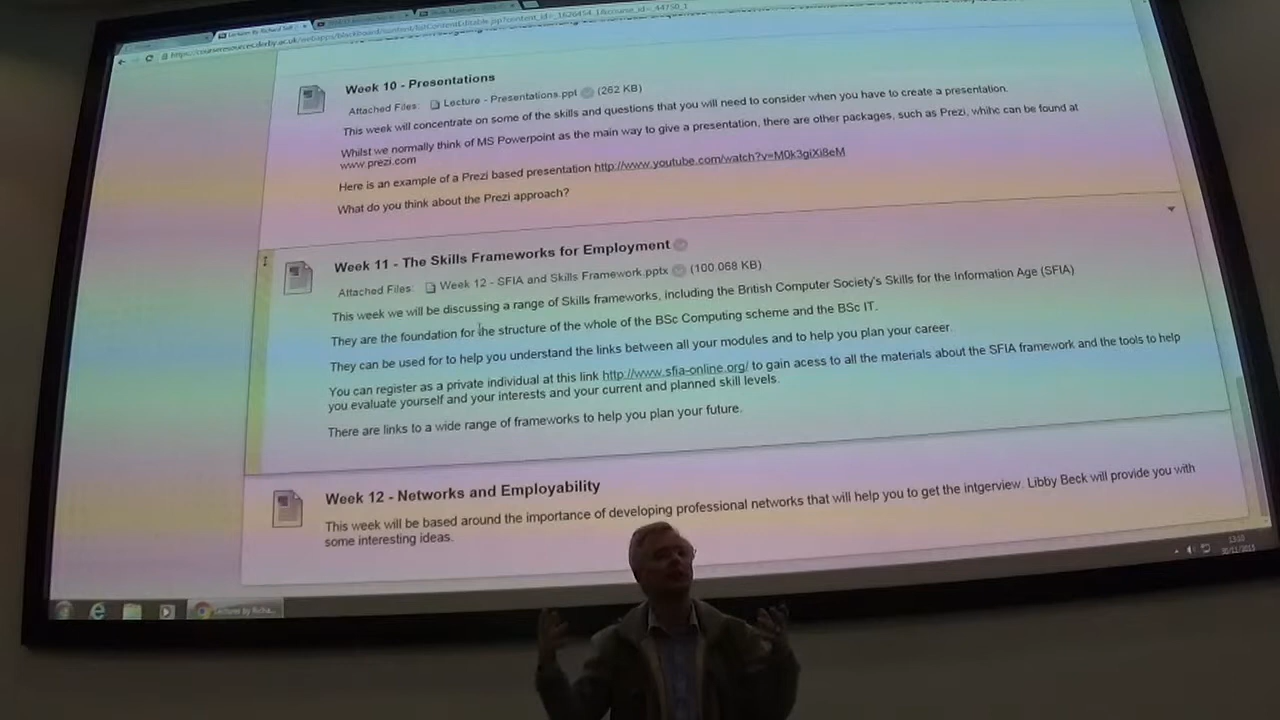 Week 10 - Presentations
Attached Files: Lecture - Presentations.ppt (262 KB)
This week will concentrate on some of the skills and questions that you will need to consider when you have to create a presentation.
Whilst we normally think of MS Powerpoint as the main way to give a presentation, there are other packages, such as Prezi, whihc can be found at
www.prezi.com
Here is an example of a Prezi based presentation http://www.youtube.com/watch?v=M0k3giXi8eM
What do you think about the Prezi approach?
Week 11 - The Skills Frameworks for Employment
Attached Files: Week 12 - SFIA and Skills Framework.pptx (100.068 KB)
This week we will be discussing a range of Skills frameworks, including the British Computer Society's Skills for the Information Age (SFIA)
They are the foundation for the structure of the whole of the BSc Computing scheme and the BSc IT.
They can be used for to help you understand the links between all your modules and to help you plan your career.
You can register as a private individual at this link http://www.sfia-online.org/ to gain acess to all the materials about the SFIA framework and the tools to help
you evaluate yourself and your interests and your current and planned skill levels.
There are links to a wide range of frameworks to help you plan your future.
Week 12 - Networks and Employability
This week will be based around the importance of developing professional networks that will help you to get the intgerview. Libby Beck will provide you with
some interesting ideas.